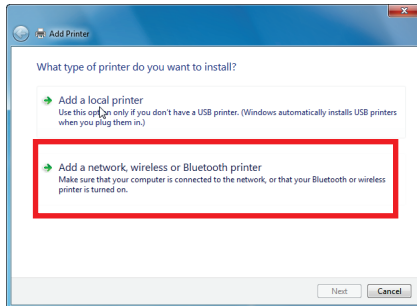 Add Printer
What type of printer do you want to install?
Add a local printer
Use this option only if you don't have a USB printer. (Windows automatically installs USB printers
when you plug them in.)
Add a network, wireless or Bluetooth printer
Make sure that your computer is connected to the network, or that your Bluetooth or wireless
printer is turned on.
Next
Cancel